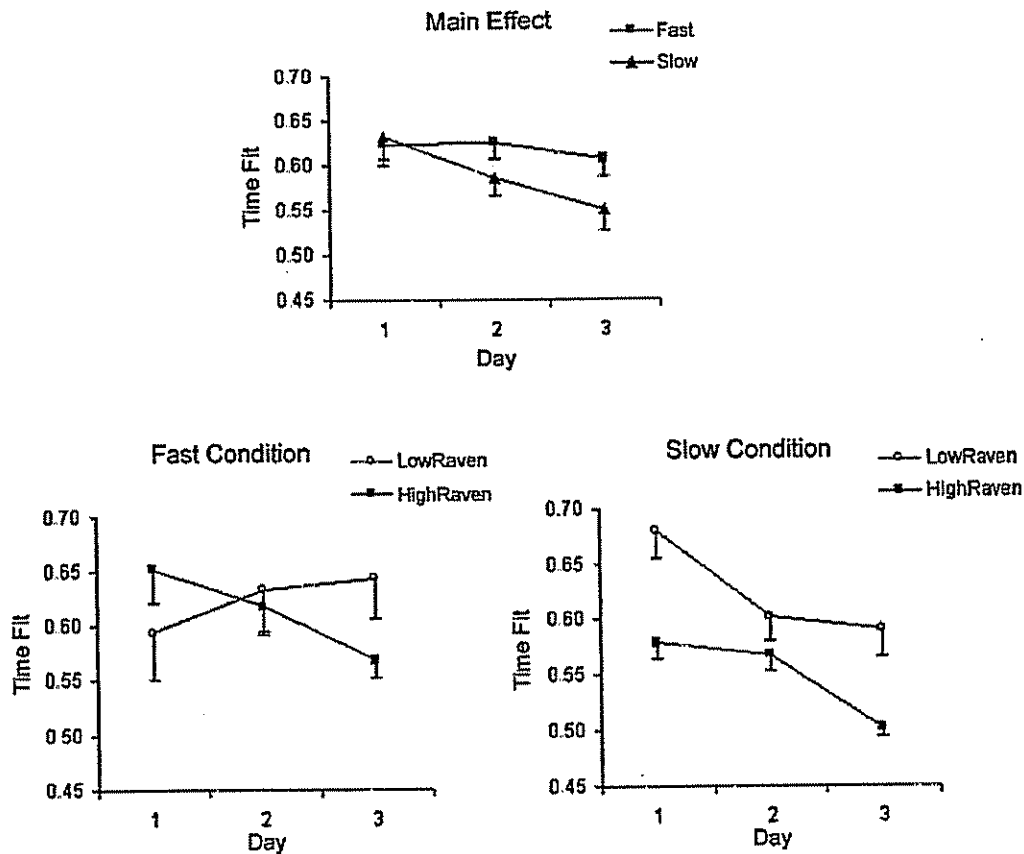 Main Effect
Fast
Slow
0.70
0.65
0.60
0.55
0.50
0.45
Time Fit
1 2 3
Day
Fast Condition
LowRaven
HighRaven
0.70
0.65
0.60
0.55
0.50
0.45
Time Fit
1 2 3
Day
Slow Condition
LowRaven
HighRaven
0.70
0.65
0.60
0.55
0.50
0.45
Time Fit
1 2 3
Day